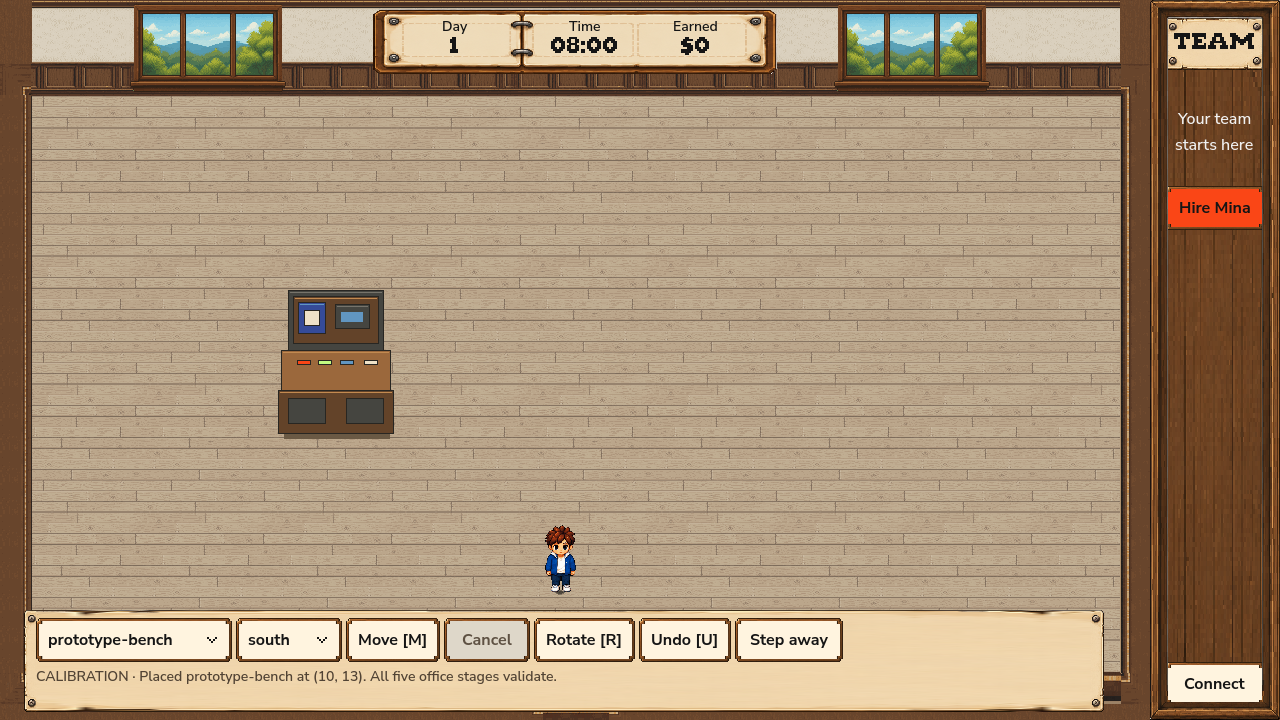 Day
1
Time
08:00
Earned
$0
TEAM
Your team
starts here
Hire Mina
prototype-bench
south
Move [M]
Cancel
Rotate [R]
Undo [U]
Step away
CALIBRATION · Placed prototype-bench at (10, 13). All five office stages validate.
Connect